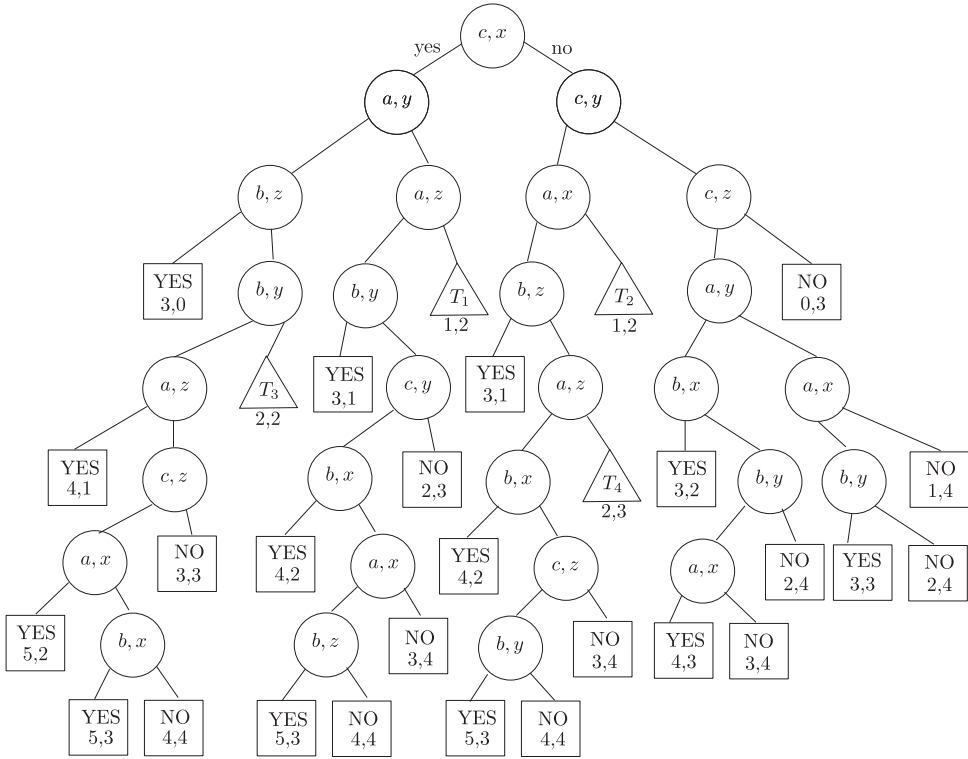 c, x
yes
no
a, y
c, y
b, z
a, z
a, x
c, z
YES
3,0
b, y
b, y
T1
1,2
b, z
T2
1,2
a, y
NO
0,3
a, z
T3
2,2
YES
3,1
c, y
YES
3,1
a, z
b, x
a, x
YES
4,1
c, z
b, x
NO
2,3
b, x
T4
2,3
YES
3,2
b, y
b, y
NO
1,4
a, x
NO
3,3
YES
4,2
a, x
YES
4,2
c, z
a, x
NO
2,4
YES
3,3
NO
2,4
YES
5,2
b, x
b, z
NO
3,4
b, y
NO
3,4
YES
4,3
NO
3,4
YES
5,3
NO
4,4
YES
5,3
NO
4,4
YES
5,3
NO
4,4